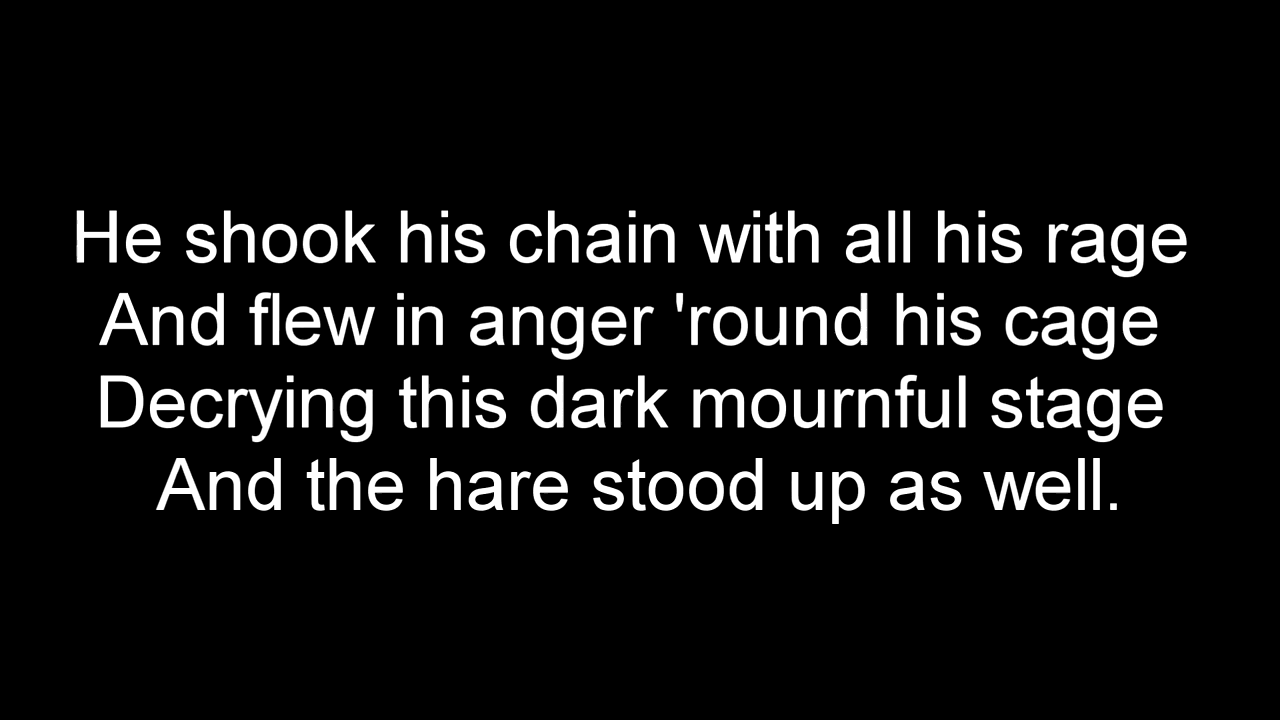 He shook his chain with all his rage
And flew in anger 'round his cage
Decrying this dark mournful stage
And the hare stood up as well.